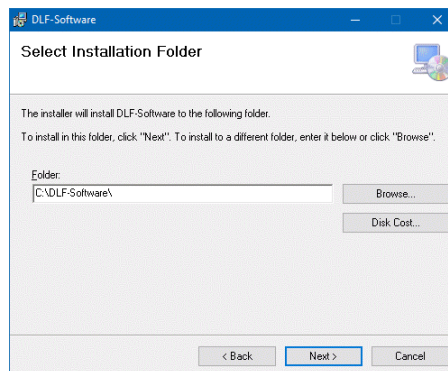 DLF-Software
Select Installation Folder
The installer will install DLF-Software to the following folder.
To install in this folder, click "Next". To install to a different folder, enter it below or click "Browse".
Folder:
C:\DLF-Software\
Browse...
Disk Cost...
< Back
Next >
Cancel